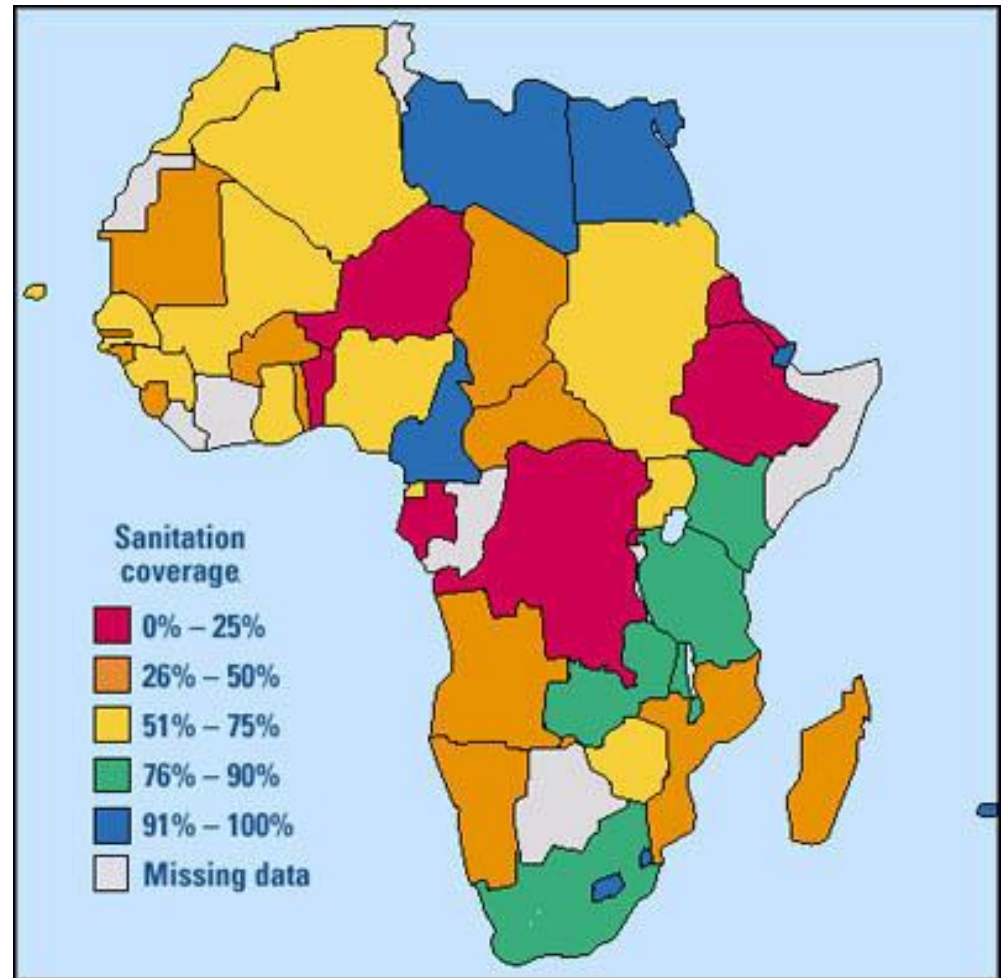 Sanitation
coverage
0% – 25%
26% – 50%
51% – 75%
76% – 90%
91% – 100%
Missing data